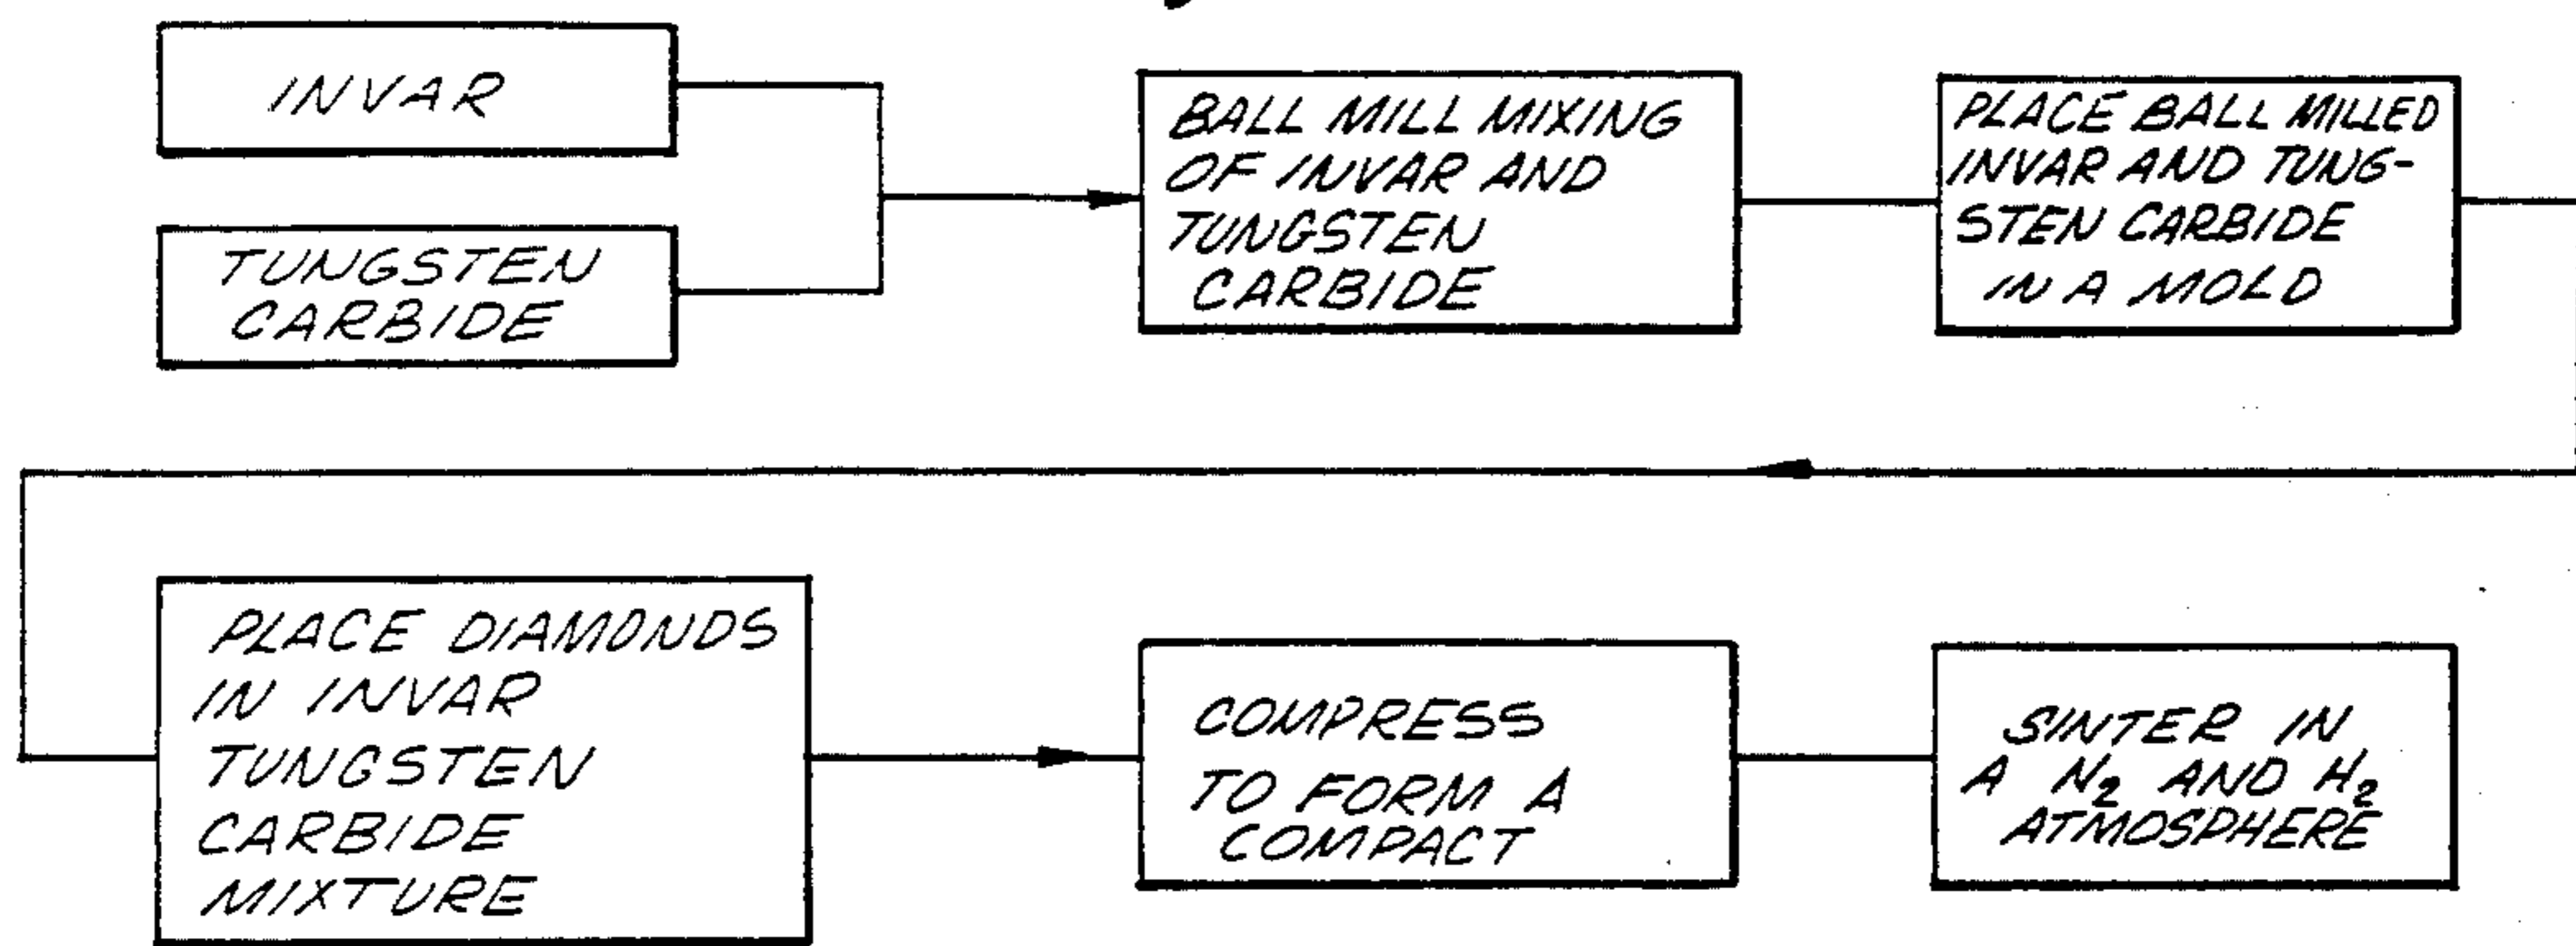 INVAR
TUNGSTEN
CARBIDE
BALL MILL MIXING
OF INVAR AND
TUNGSTEN
CARBIDE
PLACE BALL MILLED
INVAR AND TUNG-
STEN CARBIDE
IN A MOLD
PLACE DIAMONDS
IN INVAR
TUNGSTEN
CARBIDE
MIXTURE
COMPRESS
TO FORM A
COMPACT
SINTER IN
A N₂ AND H₂
ATMOSPHERE